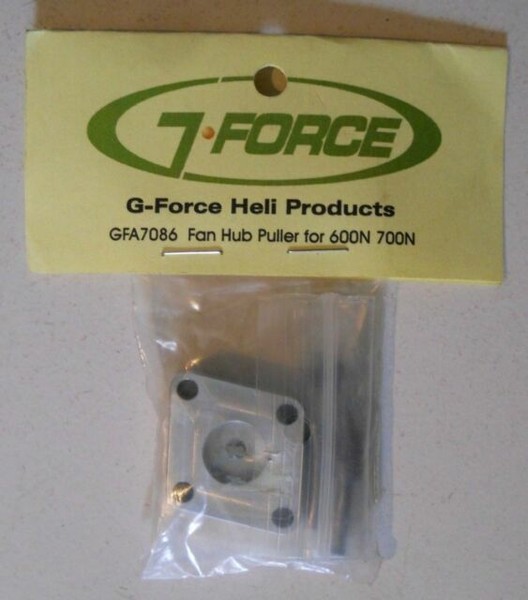 G·FORCE
G-Force Heli Products
GFA7086 Fan Hub Puller for 600N 700N